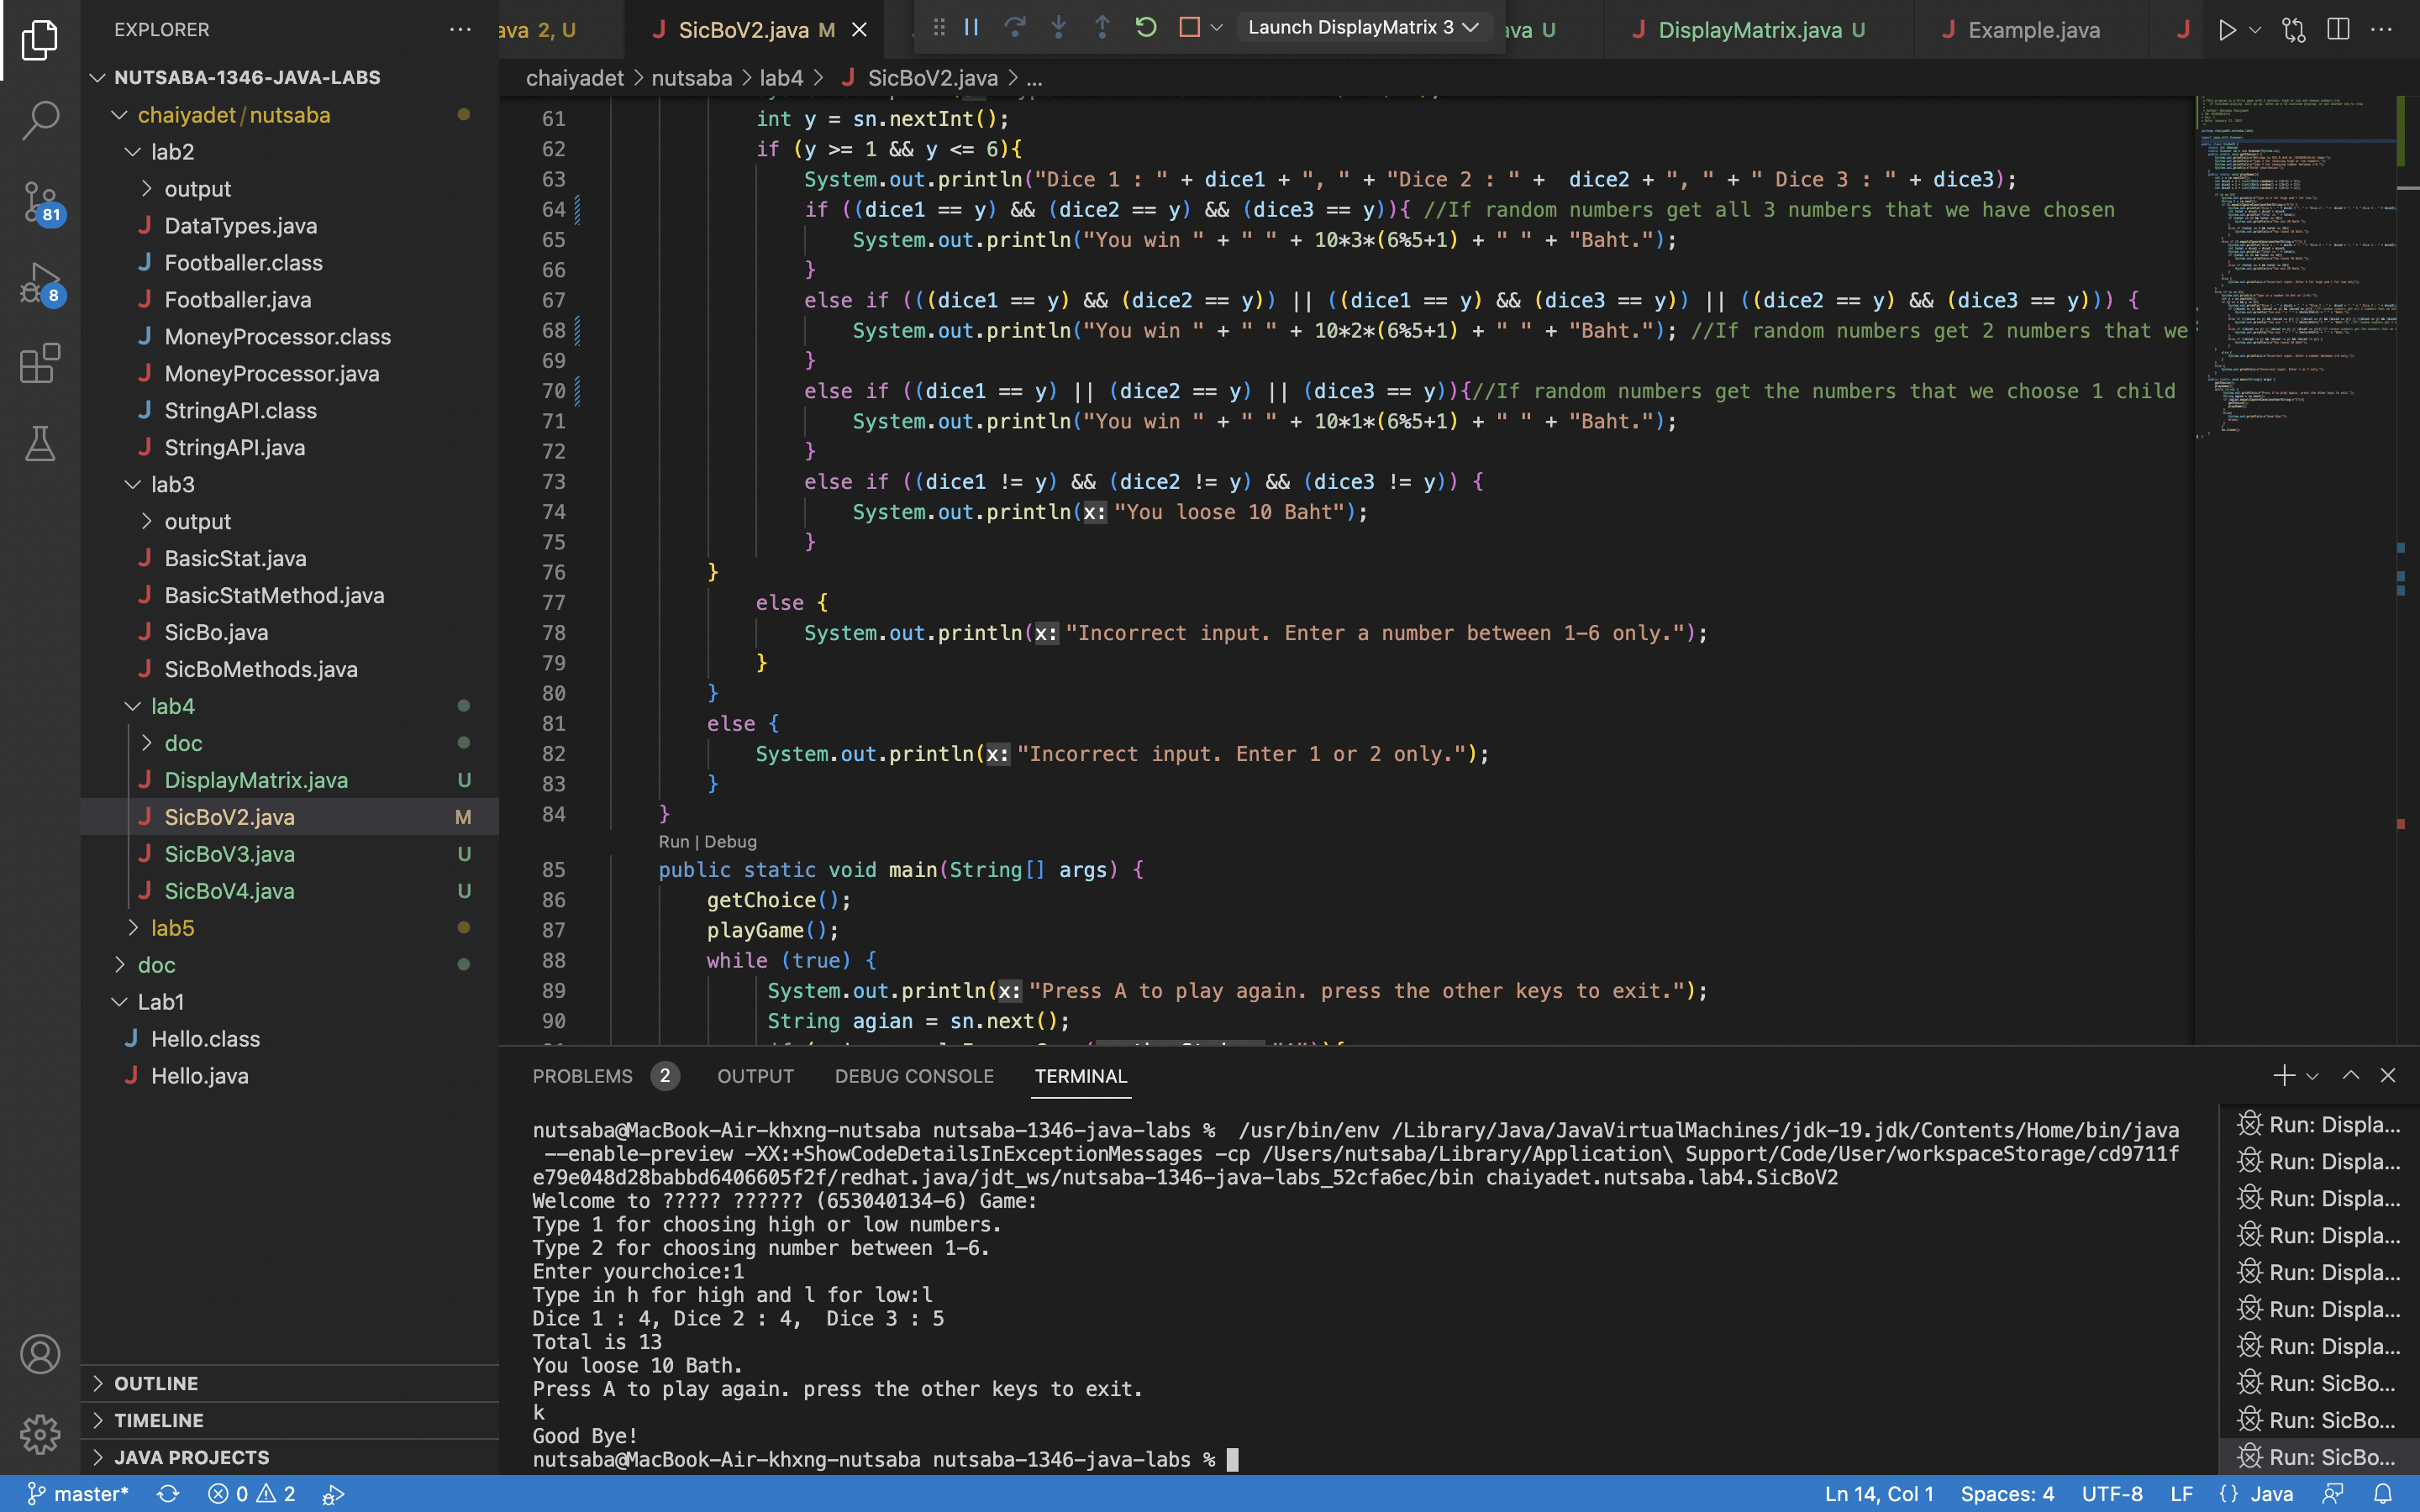 EXPLORER
NUTSABA-1346-JAVA-LABS
chaiyadet/nutsaba
lab2
output
J DataTypes.java
J Footballer.class
J Footballer.java
J MoneyProcessor.class
J MoneyProcessor.java
J StringAPI.class
J StringAPI.java
lab3
output
J BasicStat.java
J BasicStatMethod.java
J SicBo.java
J SicBoMethods.java
lab4
doc
J DisplayMatrix.java U
J SicBoV2.java M
J SicBoV3.java U
J SicBoV4.java U
lab5
doc
Lab1
J Hello.class
J Hello.java
OUTLINE
TIMELINE
JAVA PROJECTS
81
8
ava 2, U
J SicBoV2.java M
Launch DisplayMatrix 3
ava U
J DisplayMatrix.java U
J Example.java
J
chaiyadet > nutsaba > lab4 > J SicBoV2.java > ...
61 int y = sn.nextInt();
62 if (y >= 1 && y <= 6){
63 System.out.println("Dice 1 : " + dice1 + ", " + "Dice 2 : " +  dice2 + ", " + " Dice 3 : " + dice3);
64 if ((dice1 == y) && (dice2 == y) && (dice3 == y)){ //If random numbers get all 3 numbers that we have chosen
65 System.out.println("You win " + " " + 10*3*(6%5+1) + " " + "Baht.");
66 }
67 else if (((dice1 == y) && (dice2 == y)) || ((dice1 == y) && (dice3 == y)) || ((dice2 == y) && (dice3 == y))) {
68 System.out.println("You win " + " " + 10*2*(6%5+1) + " " + "Baht."); //If random numbers get 2 numbers that we
69 }
70 else if ((dice1 == y) || (dice2 == y) || (dice3 == y)){//If random numbers get the numbers that we choose 1 child
71 System.out.println("You win " + " " + 10*1*(6%5+1) + " " + "Baht.");
72 }
73 else if ((dice1 != y) && (dice2 != y) && (dice3 != y)) {
74 System.out.println(x: "You loose 10 Baht");
75 }
76 }
77 else {
78 System.out.println(x: "Incorrect input. Enter a number between 1-6 only.");
79 }
80 }
81 else {
82 System.out.println(x: "Incorrect input. Enter 1 or 2 only.");
83 }
84 }
Run | Debug
85 public static void main(String[] args) {
86 getChoice();
87 playGame();
88 while (true) {
89 System.out.println(x: "Press A to play again. press the other keys to exit.");
90 String agian = sn.next();
PROBLEMS 2 OUTPUT DEBUG CONSOLE TERMINAL
nutsaba@MacBook-Air-khxng-nutsaba nutsaba-1346-java-labs %  /usr/bin/env /Library/Java/JavaVirtualMachines/jdk-19.jdk/Contents/Home/bin/java
--enable-preview -XX:+ShowCodeDetailsInExceptionMessages -cp /Users/nutsaba/Library/Application\ Support/Code/User/workspaceStorage/cd9711f
e79e048d28babbd6406605f2f/redhat.java/jdt_ws/nutsaba-1346-java-labs_52cfa6ec/bin chaiyadet.nutsaba.lab4.SicBoV2
Welcome to ????? ?????? (653040134-6) Game:
Type 1 for choosing high or low numbers.
Type 2 for choosing number between 1-6.
Enter yourchoice:1
Type in h for high and l for low:l
Dice 1 : 4, Dice 2 : 4,  Dice 3 : 5
Total is 13
You loose 10 Bath.
Press A to play again. press the other keys to exit.
k
Good Bye!
nutsaba@MacBook-Air-khxng-nutsaba nutsaba-1346-java-labs %
Run: Displa...
Run: Displa...
Run: Displa...
Run: Displa...
Run: Displa...
Run: Displa...
Run: Displa...
Run: SicBo...
Run: SicBo...
Run: SicBo...
master* 0 2 Ln 14, Col 1 Spaces: 4 UTF-8 LF {} Java